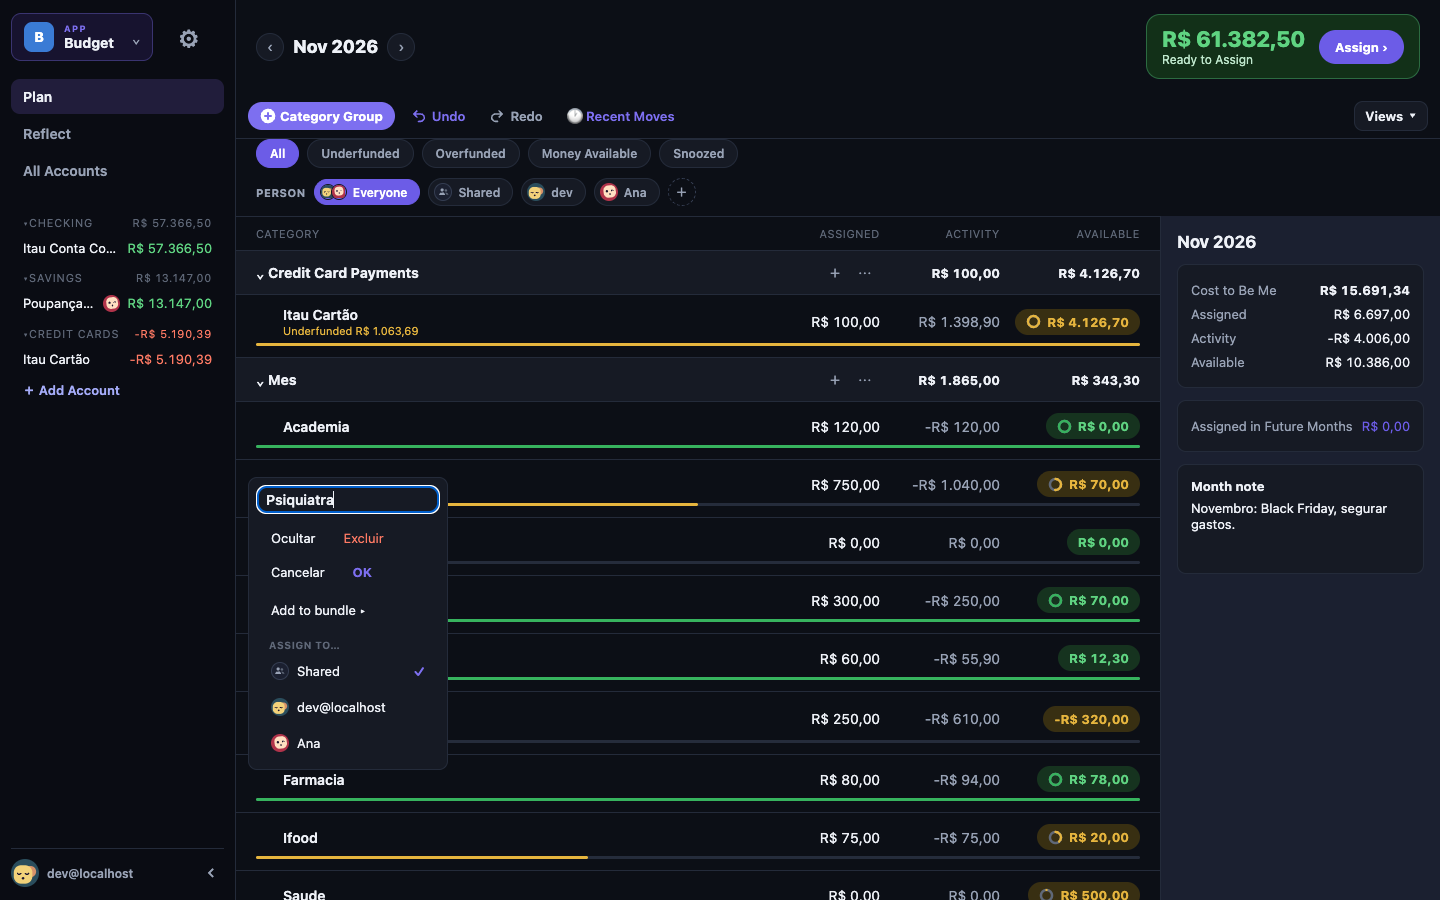 B
APP
Budget
Plan
Reflect
All Accounts
CHECKING R$ 57.366,50
Itau Conta Co... R$ 57.366,50
SAVINGS R$ 13.147,00
Poupança... R$ 13.147,00
CREDIT CARDS -R$ 5.190,39
Itau Cartão -R$ 5.190,39
+ Add Account
dev@localhost
‹ Nov 2026 ›
R$ 61.382,50
Ready to Assign
Assign ›
Category Group Undo Redo Recent Moves Views
All Underfunded Overfunded Money Available Snoozed
PERSON Everyone Shared dev Ana +
CATEGORY ASSIGNED ACTIVITY AVAILABLE
Credit Card Payments + ... R$ 100,00 R$ 4.126,70
Itau Cartão R$ 100,00 R$ 1.398,90 R$ 4.126,70
Underfunded R$ 1.063,69
Mes + ... R$ 1.865,00 R$ 343,30
Academia R$ 120,00 -R$ 120,00 R$ 0,00
R$ 750,00 -R$ 1.040,00 R$ 70,00
R$ 0,00 R$ 0,00 R$ 0,00
R$ 300,00 -R$ 250,00 R$ 70,00
R$ 60,00 -R$ 55,90 R$ 12,30
R$ 250,00 -R$ 610,00 -R$ 320,00
Psiquiatra
Ocultar Excluir
Cancelar OK
Add to bundle
ASSIGN TO...
Shared
dev@localhost
Ana
Farmacia R$ 80,00 -R$ 94,00 R$ 78,00
Ifood R$ 75,00 -R$ 75,00 R$ 20,00
Saude R$ 0,00 R$ 0,00 R$ 500,00
Nov 2026
Cost to Be Me R$ 15.691,34
Assigned R$ 6.697,00
Activity -R$ 4.006,00
Available R$ 10.386,00
Assigned in Future Months R$ 0,00
Month note
Novembro: Black Friday, segurar
gastos.